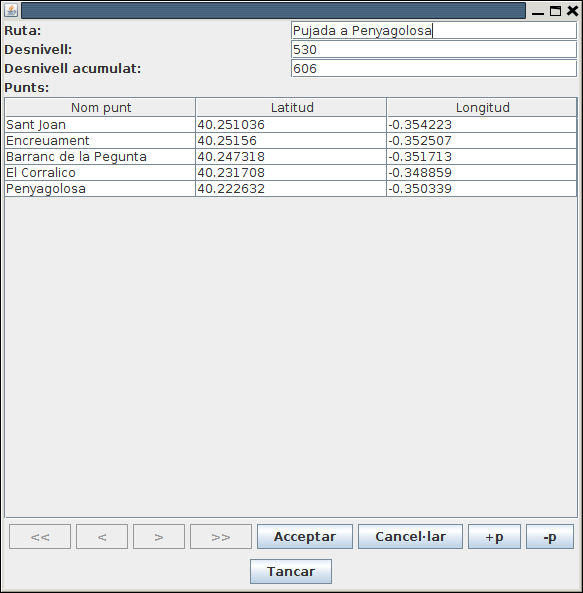 Ruta: Pujada a Penyagolosa
Desnivell: 530
Desnivell acumulat: 606
Punts:
Nom punt Latitud Longitud
Sant Joan 40.251036 -0.354223
Encreuament 40.25156 -0.352507
Barranc de la Pegunta 40.247318 -0.351713
El Corralico 40.231708 -0.348859
Penyagolosa 40.222632 -0.350339
<< < > >> Acceptar Cancel·lar +p -p
Tancar